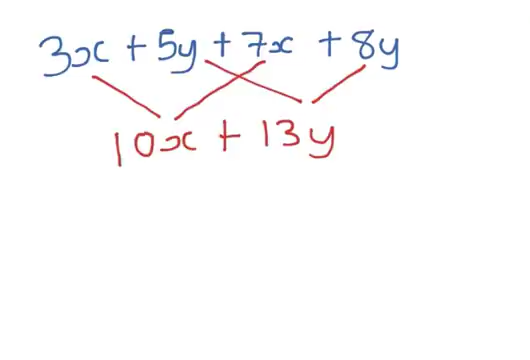 3x + 5y + 7x + 8y
10x + 13y